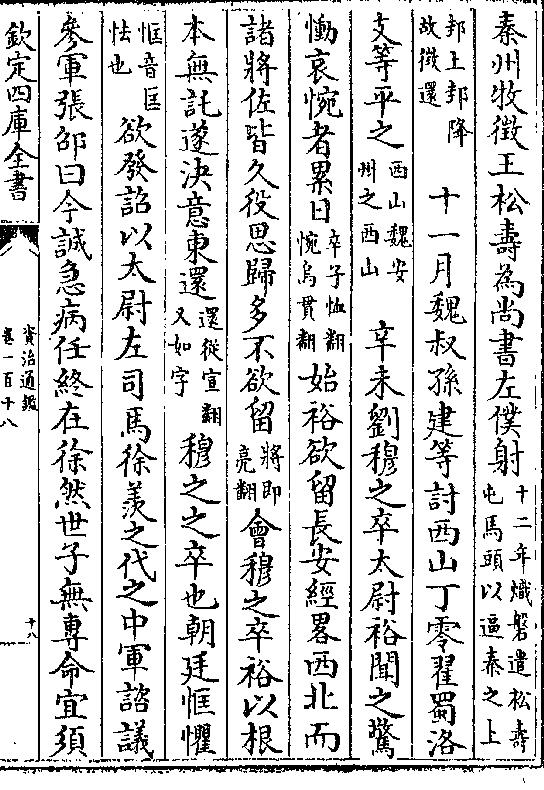 秦州牧徴王松壽為尚書左僕射十二年熾磐遣松壽屯馬頭以逼秦之上
邽上邽降故徴還 十一月魏叔孫建等討西山丁零翟蜀洛
支等平之西山魏安州之西山 辛未劉穆之卒太尉裕聞之驚
慟哀惋者累日卒子恤翻惋烏貫翻始裕欲留長安經畧西北而
諸將佐皆久役思歸多不欲留將即亮翻㑹穆之卒裕以根
本無託遂決意東還還從宣翻又如字 穆之之卒也朝廷恇懼
恇音匡怯也 欲發詔以太尉左司馬徐羨之代之中軍諮議
參軍張邵曰今誠急病任終在徐然世子無專命宜須
欽定四庫全書
資治通鑑
卷一百十八
十八